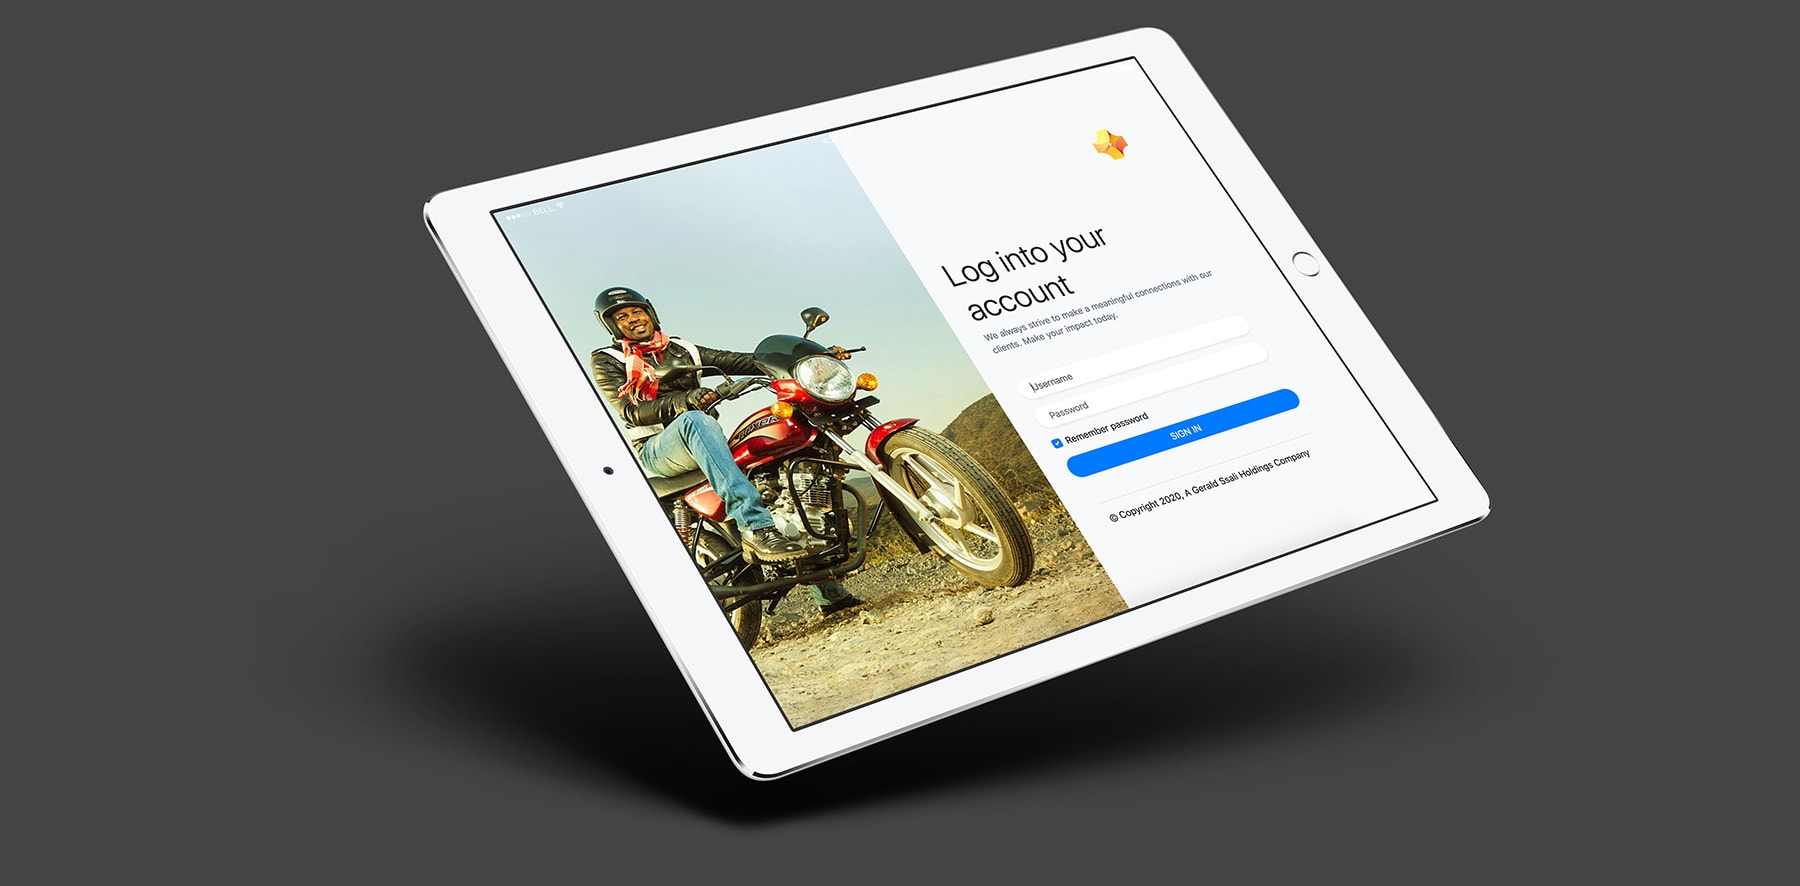 BELL
Log into your
account
We always strive to make a meaningful connections with our
clients. Make your impact today.
Username
Password
Remember password
SIGN IN
© Copyright 2020, A Gerald Ssali Holdings Company
BOXER